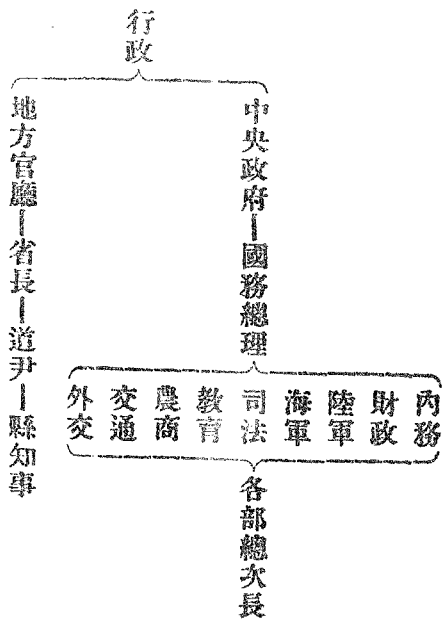 行政
中央政府—國務總理
內務
財政
陸軍
海軍
司法
教育
農商
交通
外交
各部總次長
地方官廳—省長—道尹—縣知事